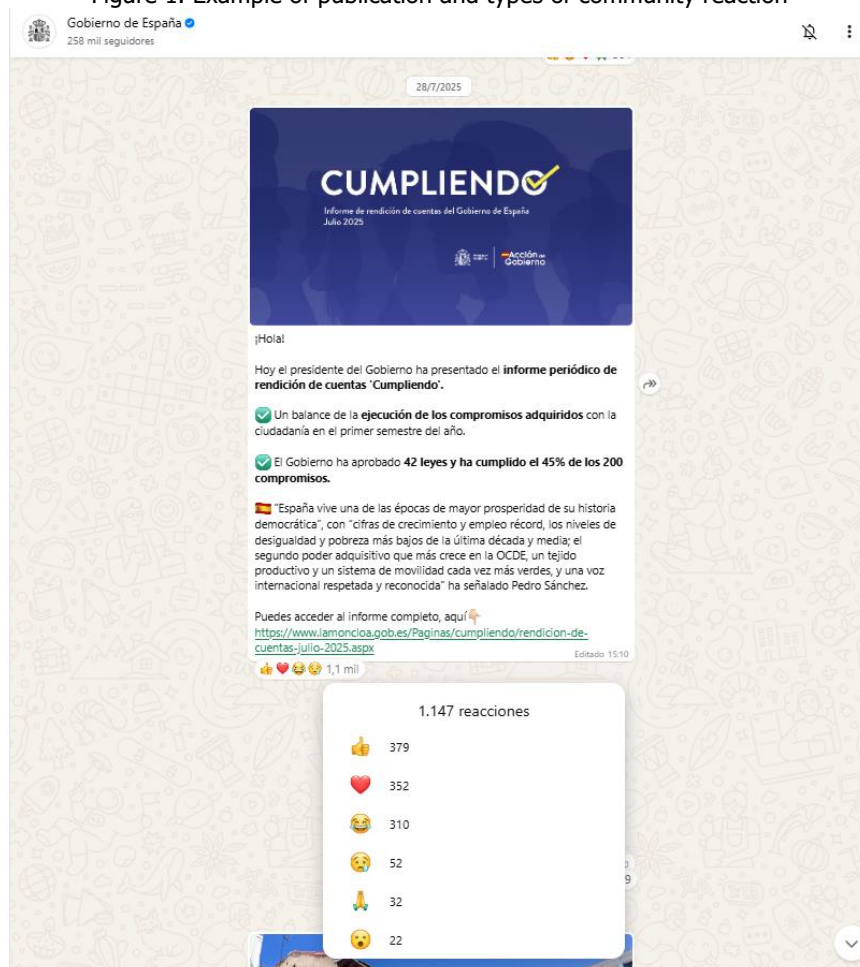 Figure 1. Example of publication and types of community reaction
Gobierno de España
258 mil seguidores
28/7/2025
CUMPLIENDO
Informe de rendición de cuentas del Gobierno de España
Julio 2025
Acción de
Gobierno
¡Hola!
Hoy el presidente del Gobierno ha presentado el informe periódico de
rendición de cuentas 'Cumpliendo'.
✅ Un balance de la ejecución de los compromisos adquiridos con la
ciudadanía en el primer semestre del año.
✅ El Gobierno ha aprobado 42 leyes y ha cumplido el 45% de los 200
compromisos.
🇪🇸 "España vive una de las épocas de mayor prosperidad de su historia
democrática", con "cifras de crecimiento y empleo récord, los niveles de
desigualdad y pobreza más bajos de la última década y media; el
segundo poder adquisitivo que más crece en la OCDE, un tejido
productivo y un sistema de movilidad cada vez más verdes, y una voz
internacional respetada y reconocida" ha señalado Pedro Sánchez.
Puedes acceder al informe completo, aquí👇🏻
https://www.lamoncloa.gob.es/Paginas/cumpliendo/rendicion-de-
cuentas-julio-2025.aspx
Editado 15:10
👍❤️😂😢 1,1 mil
1.147 reacciones
👍 379
❤️ 352
😂 310
😢 52
🙏 32
😮 22